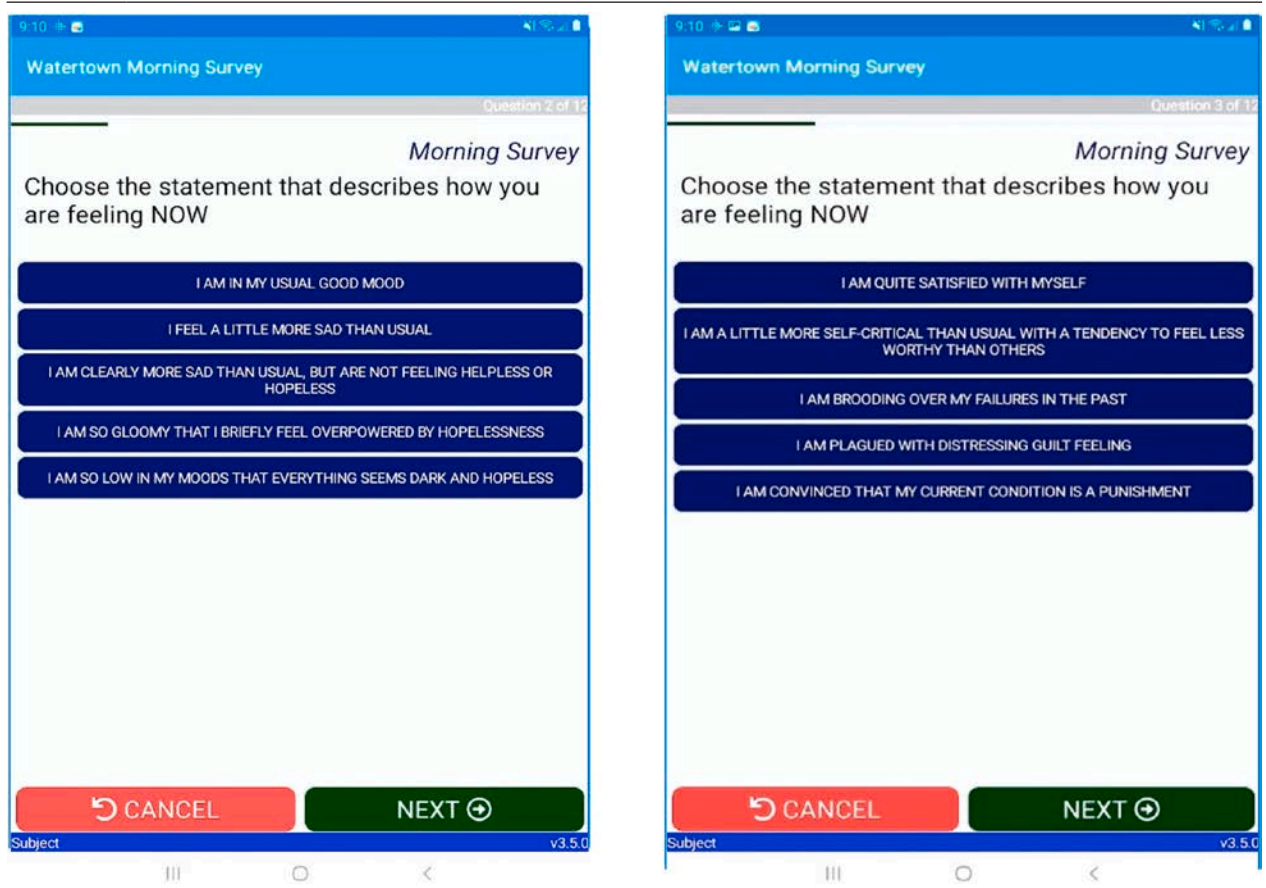 9:10
Watertown Morning Survey
Question 2 of 12
Morning Survey
Choose the statement that describes how you
are feeling NOW
I AM IN MY USUAL GOOD MOOD
I FEEL A LITTLE MORE SAD THAN USUAL
I AM CLEARLY MORE SAD THAN USUAL, BUT ARE NOT FEELING HELPLESS OR
HOPELESS
I AM SO GLOOMY THAT I BRIEFLY FEEL OVERPOWERED BY HOPELESSNESS
I AM SO LOW IN MY MOODS THAT EVERYTHING SEEMS DARK AND HOPELESS
CANCEL
NEXT
Subject
v3.5.0
9:10
Watertown Morning Survey
Question 3 of 12
Morning Survey
Choose the statement that describes how you
are feeling NOW
I AM QUITE SATISFIED WITH MYSELF
I AM A LITTLE MORE SELF-CRITICAL THAN USUAL WITH A TENDENCY TO FEEL LESS
WORTHY THAN OTHERS
I AM BROODING OVER MY FAILURES IN THE PAST
I AM PLAGUED WITH DISTRESSING GUILT FEELING
I AM CONVINCED THAT MY CURRENT CONDITION IS A PUNISHMENT
CANCEL
NEXT
Subject
v3.5.0